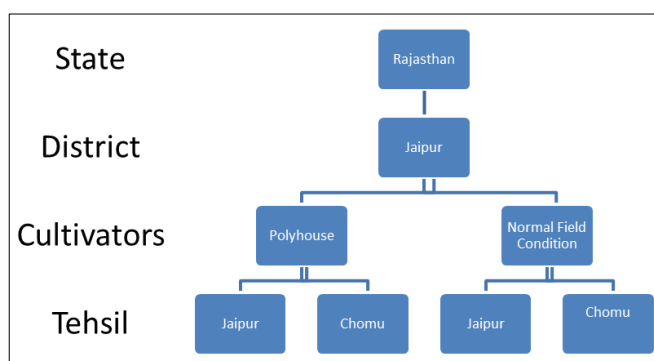 State
Rajasthan
District
Jaipur
Cultivators
Polyhouse
Normal Field
Condition
Tehsil
Jaipur
Chomu
Jaipur
Chomu